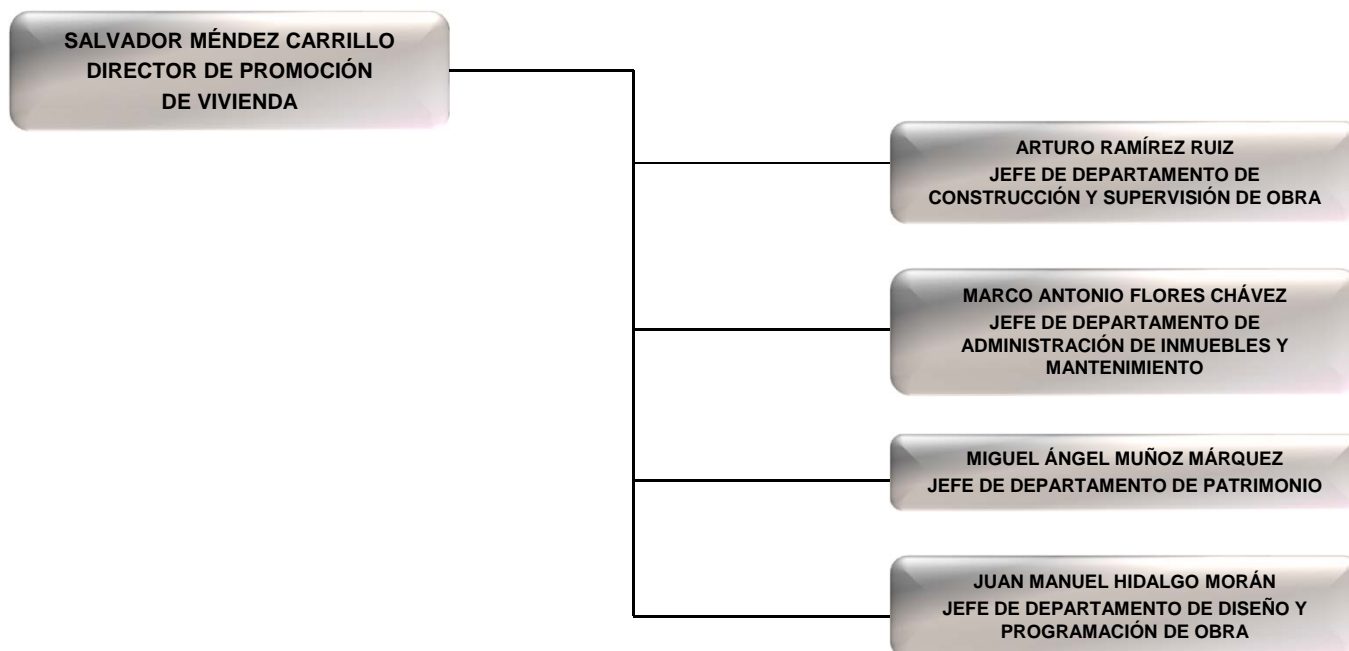 SALVADOR MÉNDEZ CARRILLO
DIRECTOR DE PROMOCIÓN
DE VIVIENDA
ARTURO RAMÍREZ RUIZ
JEFE DE DEPARTAMENTO DE
CONSTRUCCIÓN Y SUPERVISIÓN DE OBRA
MARCO ANTONIO FLORES CHÁVEZ
JEFE DE DEPARTAMENTO DE
ADMINISTRACIÓN DE INMUEBLES Y
MANTENIMIENTO
MIGUEL ÁNGEL MUÑOZ MÁRQUEZ
JEFE DE DEPARTAMENTO DE PATRIMONIO
JUAN MANUEL HIDALGO MORÁN
JEFE DE DEPARTAMENTO DE DISEÑO Y
PROGRAMACIÓN DE OBRA